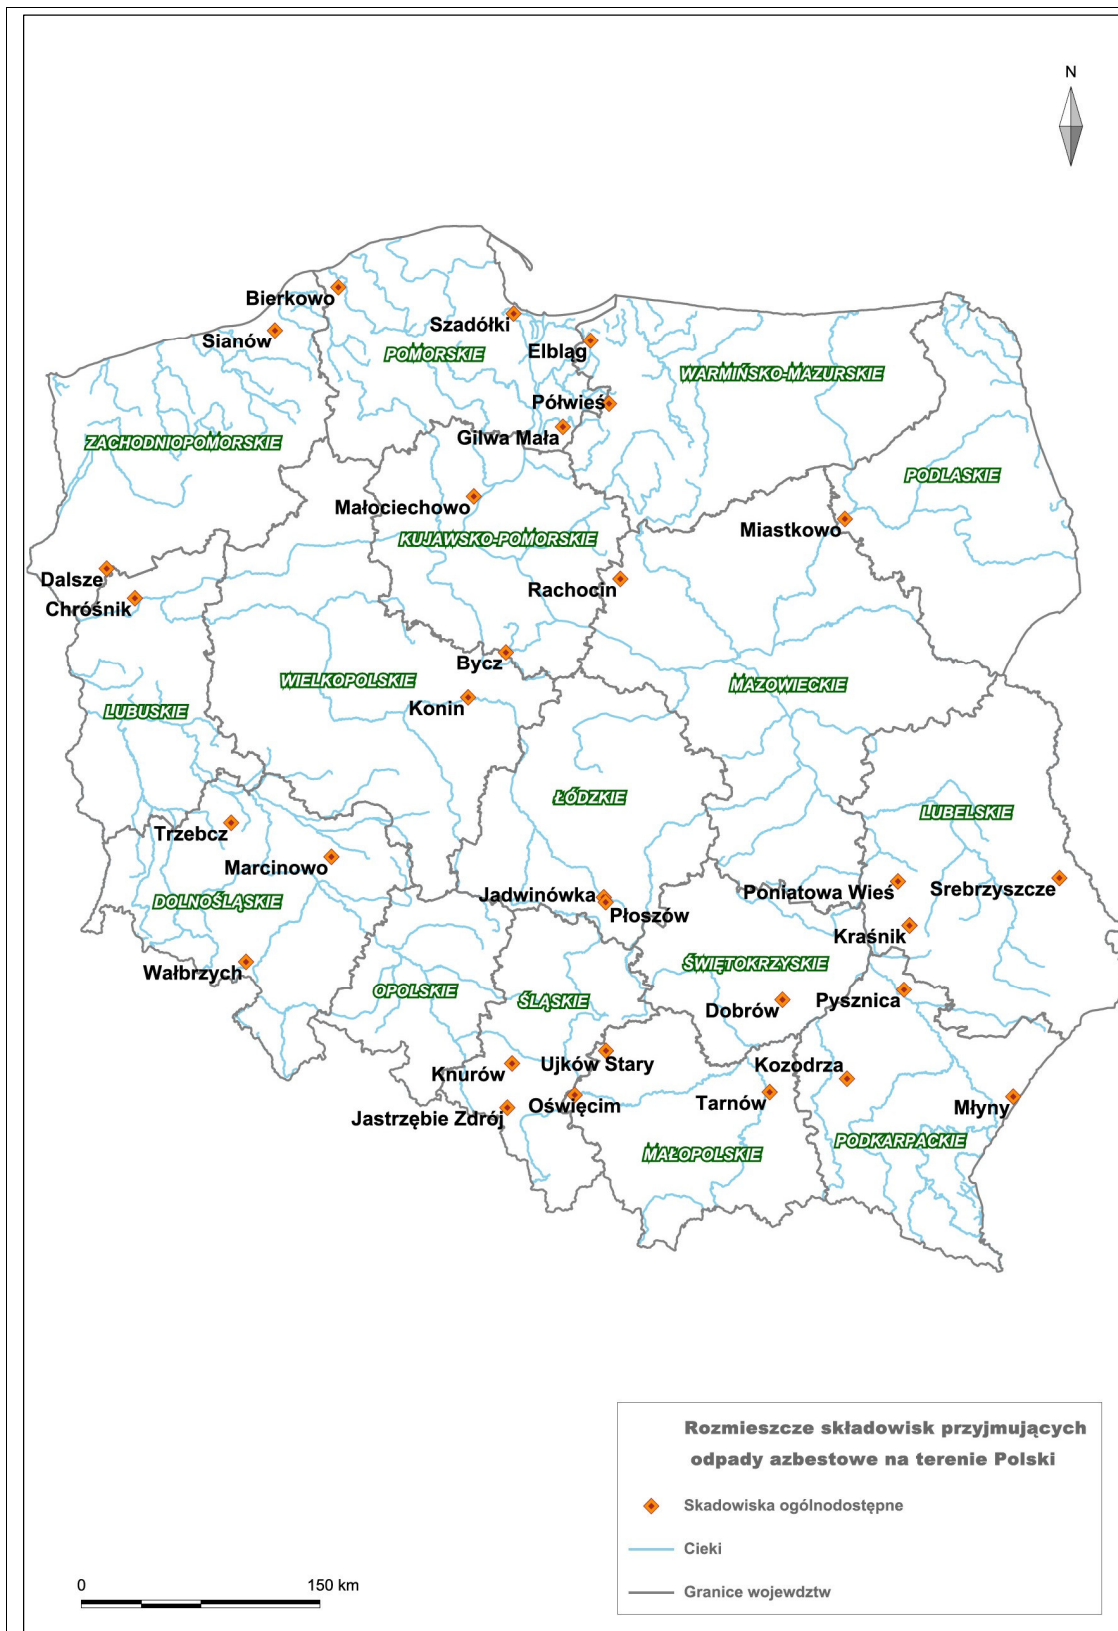 N
Bierkowo
Szadółki
Sianów
POMORSKIE
Elbląg
WARMIŃSKO-MAZURSKIE
Półwieś
Gilwa Mała
ZACHODNIOPOMORSKIE
PODLASKIE
Małociechowo
Miastkowo
KUJAWSKO-POMORSKIE
Dalsze
Rachocin
Chróśnik
Bycz
WIELKOPOLSKIE
MAZOWIECKIE
Konin
LUBUSKIE
ŁÓDZKIE
LUBELSKIE
Trzebcz
Marcinowo
Jadwinówka
Poniatowa Wieś
Srebrzyszcze
DOLNOŚLĄSKIE
Płoszów
Kraśnik
ŚWIĘTOKRZYSKIE
Wałbrzych
OPOLSKIE
ŚLĄSKIE
Pysznica
Dobrów
Ujków Stary
Kozodrza
Knurów
Oświęcim
Tarnów
Młyny
Jastrzębie Zdrój
PODKARPACKIE
MAŁOPOLSKIE
Rozmieszcze składowisk przyjmujących
odpady azbestowe na terenie Polski
Skadowiska ogólnodostępne
Cieki
Granice wojewdztw
0 150 km